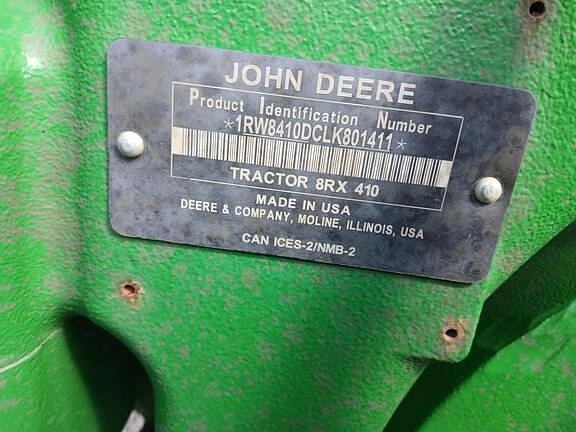 JOHN DEERE
Product Identification Number
*1RW8410DCLK801411*
TRACTOR 8RX 410
MADE IN USA
DEERE & COMPANY, MOLINE, ILLINOIS, USA
CAN ICES-2/NMB-2